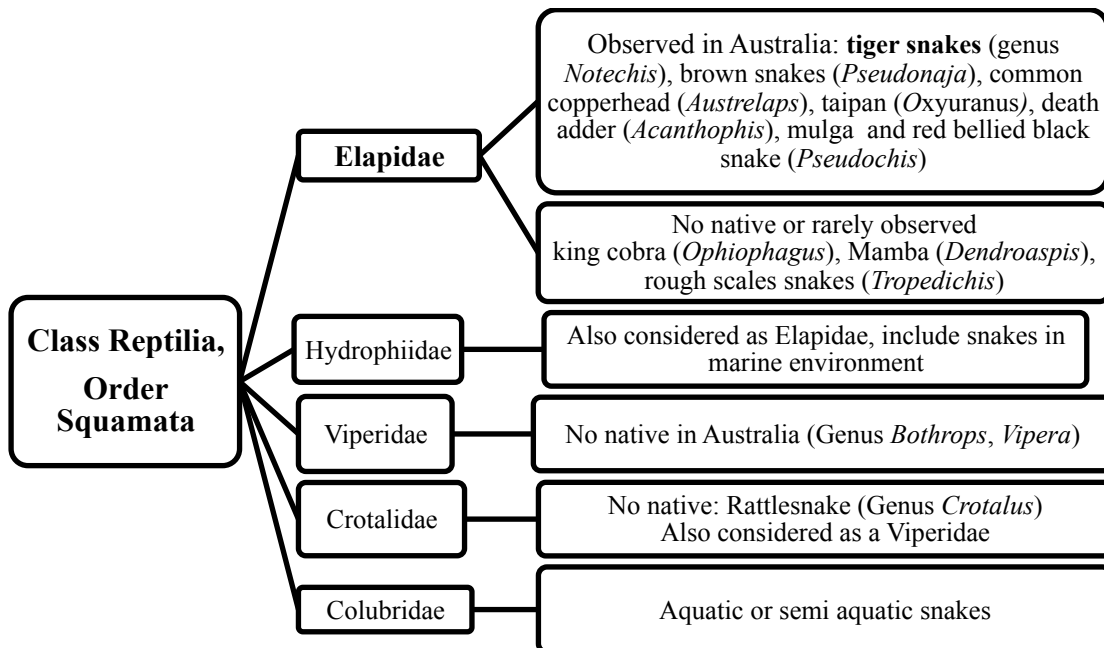 Class Reptilia,
Order
Squamata
Elapidae
Observed in Australia: tiger snakes (genus
Notechis), brown snakes (Pseudonaja), common
copperhead (Austrelaps), taipan (Oxyuranus), death
adder (Acanthophis), mulga and red bellied black
snake (Pseudochis)
No native or rarely observed
king cobra (Ophiophagus), Mamba (Dendroaspis),
rough scales snakes (Tropedichis)
Hydrophiidae
Also considered as Elapidae, include snakes in
marine environment
Viperidae
No native in Australia (Genus Bothrops, Vipera)
Crotalidae
No native: Rattlesnake (Genus Crotalus)
Also considered as a Viperidae
Colubridae
Aquatic or semi aquatic snakes